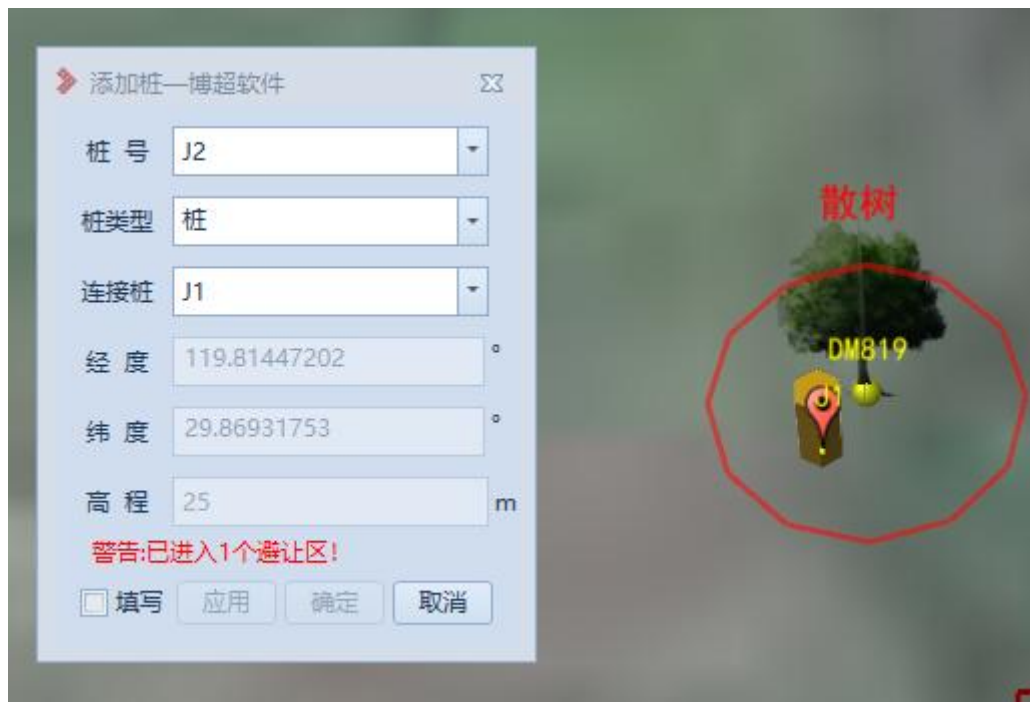 添加桩—博超软件
桩 号 J2
桩类型 桩
连接桩 J1
经 度 119.81447202 °
纬 度 29.86931753 °
高 程 25 m
警告:已进入1个避让区!
填写 应用 确定 取消
散树
DM819